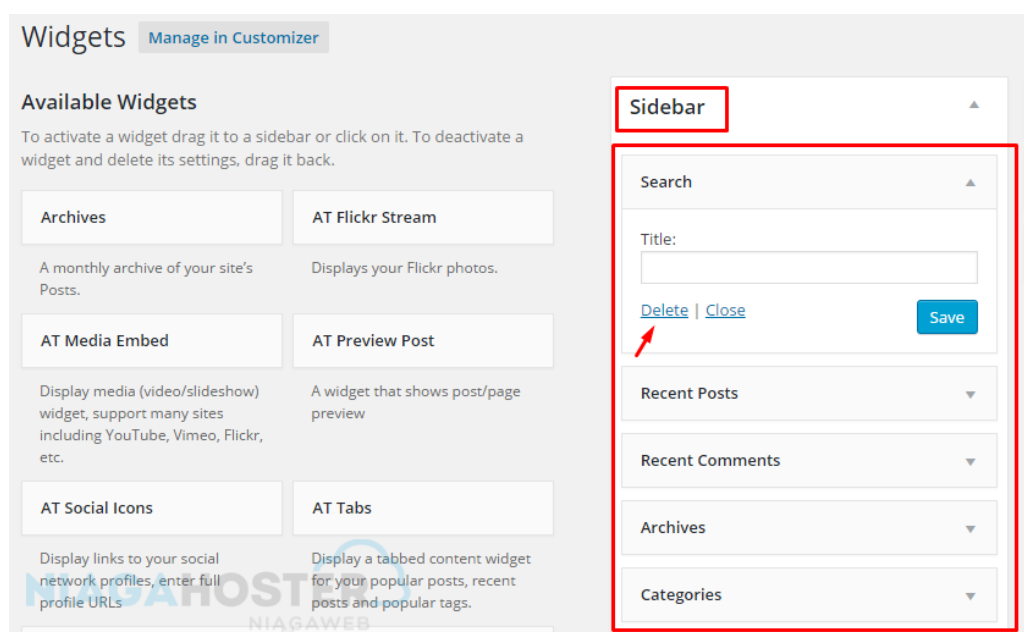 Widgets
Manage in Customizer
Available Widgets
To activate a widget drag it to a sidebar or click on it. To deactivate a
widget and delete its settings, drag it back.
Archives
A monthly archive of your site's
Posts.
AT Flickr Stream
Displays your Flickr photos.
AT Media Embed
Display media (video/slideshow)
widget, support many sites
including YouTube, Vimeo, Flickr,
etc.
AT Preview Post
A widget that shows post/page
preview
AT Social Icons
Display links to your social
network profiles, enter full
profile URLs
AT Tabs
Display a tabbed content widget
for your popular posts, recent
posts and popular tags.
NIAGAHOSTER
NIAGAWEB
Sidebar
Search
Title:
Delete | Close
Save
Recent Posts
Recent Comments
Archives
Categories